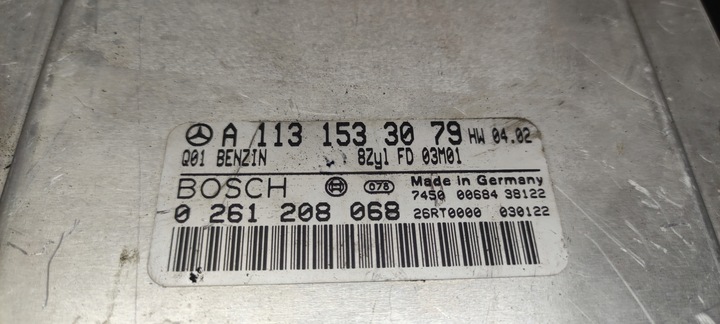 A 113 153 30 79 HW 04.02
Q01 BENZIN 8Zyl FD 03M01
BOSCH 078 Made in Germany
7450 00684 38122
0 261 208 068 26RT0000 030122